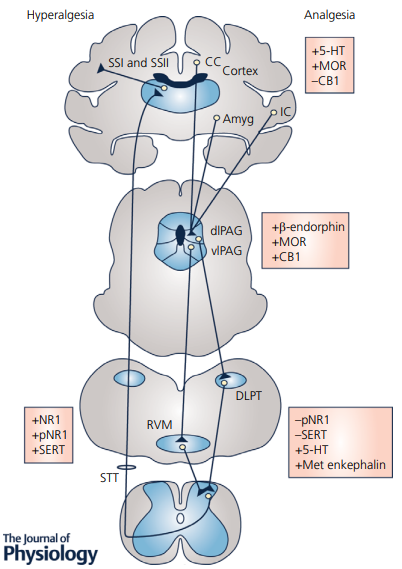 Hyperalgesia
Analgesia
SSI and SSII
CC
Cortex
Amyg
IC
+5-HT
+MOR
−CB1
dlPAG
vlPAG
+β-endorphin
+MOR
+CB1
DLPT
RVM
+NR1
+pNR1
+SERT
−pNR1
−SERT
+5-HT
+Met enkephalin
STT
The Journal of
Physiology